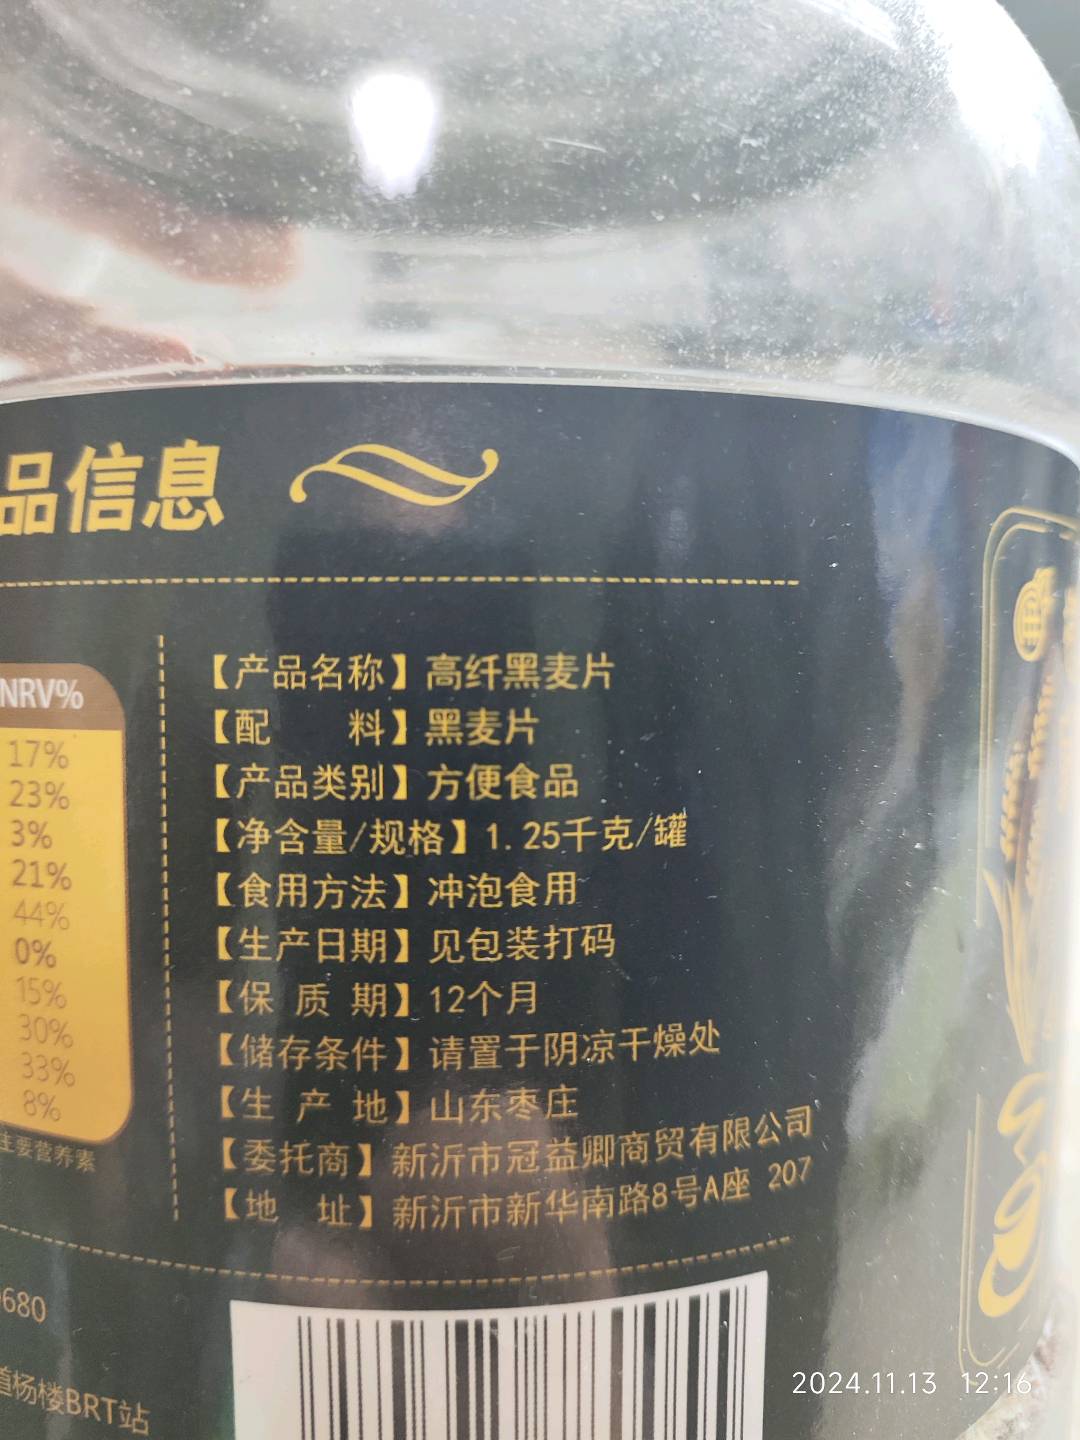 品信息
NRV%
17%
23%
3%
21%
44%
0%
15%
30%
33%
8%
主要营养素
【产品名称】高纤黑麦片
【配 料】黑麦片
【产品类别】方便食品
【净含量/规格】1.25千克/罐
【食用方法】冲泡食用
【生产日期】见包装打码
【保 质 期】12个月
【储存条件】请置于阴凉干燥处
【生 产 地】山东枣庄
【委托商】新沂市冠益卿商贸有限公司
【地 址】新沂市新华南路8号A座 207
680
道杨楼BRT站
2024.11.13 12:16